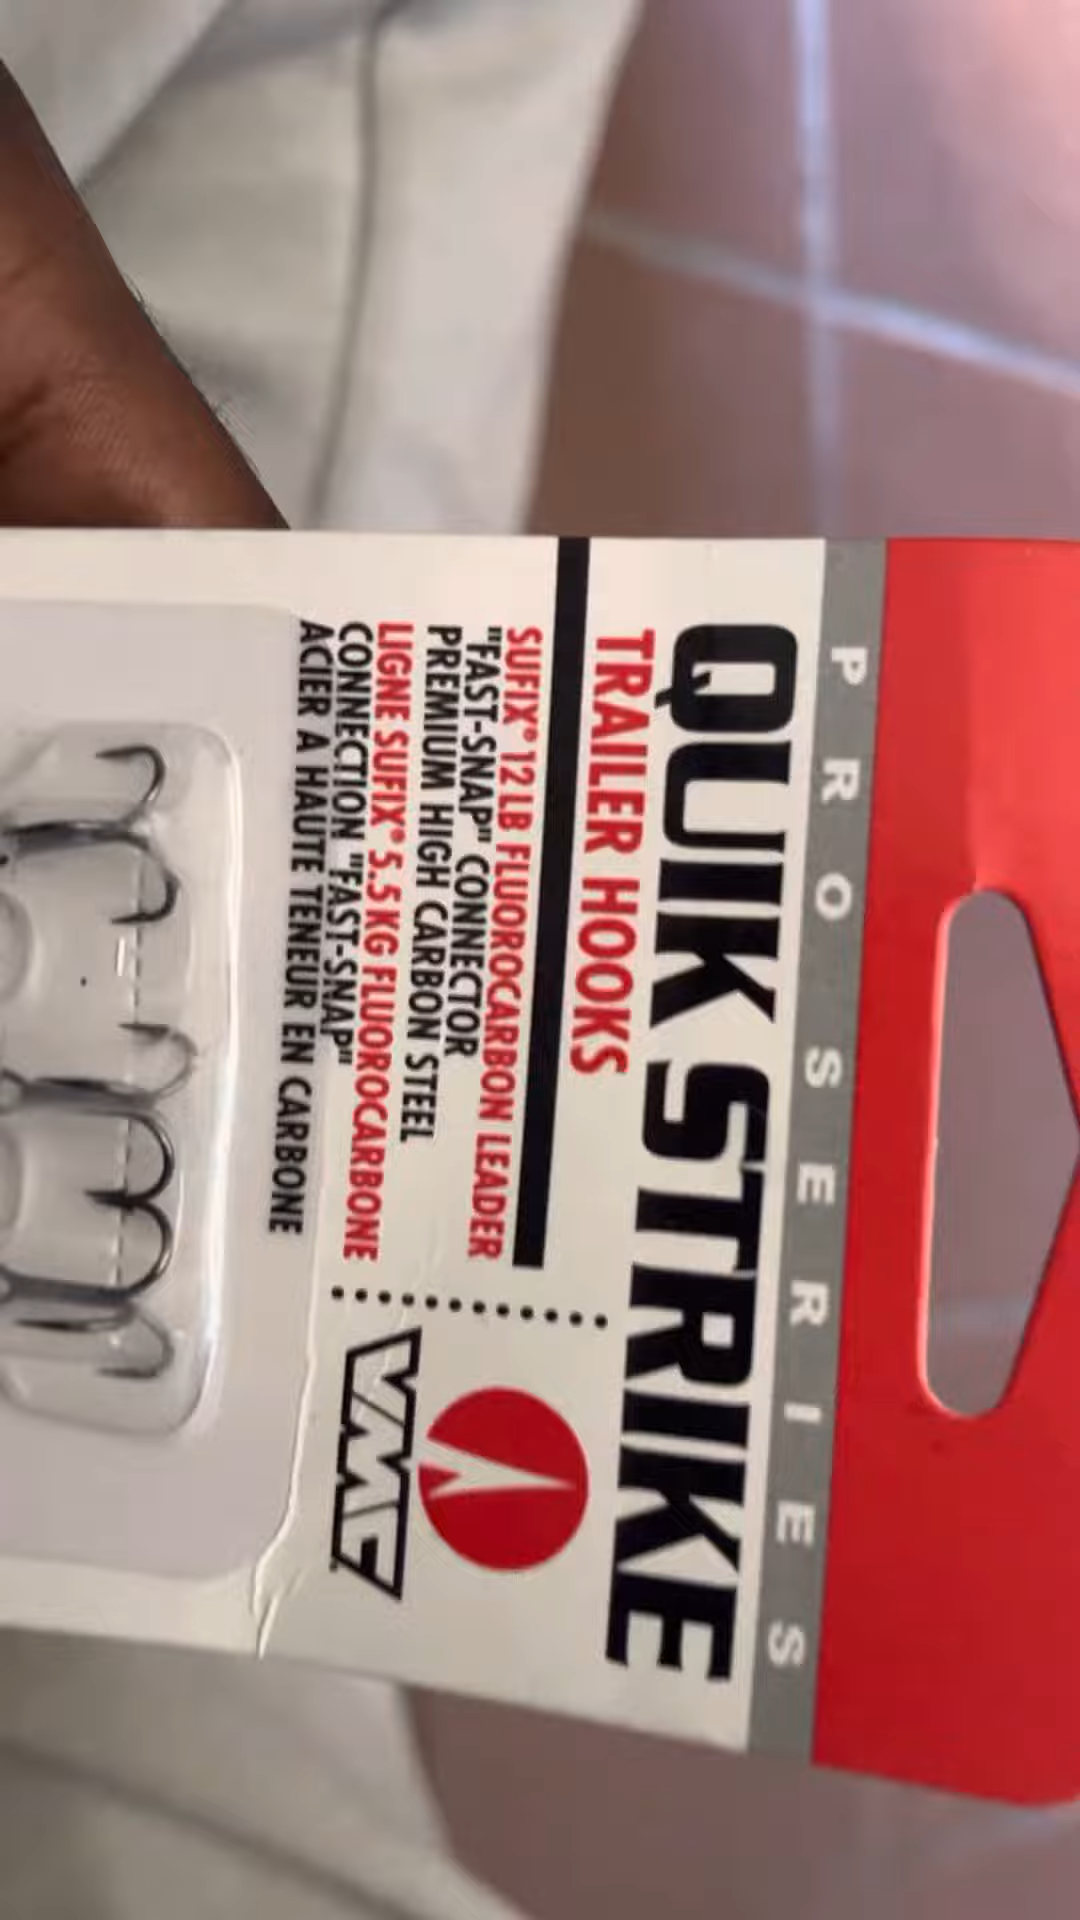 PRO SERIES
QUIK STRIKE
TRAILER HOOKS
SUFIX® 12 LB FLUOROCARBON LEADER
"FAST-SNAP" CONNECTOR
PREMIUM HIGH CARBON STEEL
LIGNE SUFIX® 5.5 KG FLUOROCARBONE
CONNECTION "FAST-SNAP"
ACIER A HAUTE TENEUR EN CARBONE
VMC